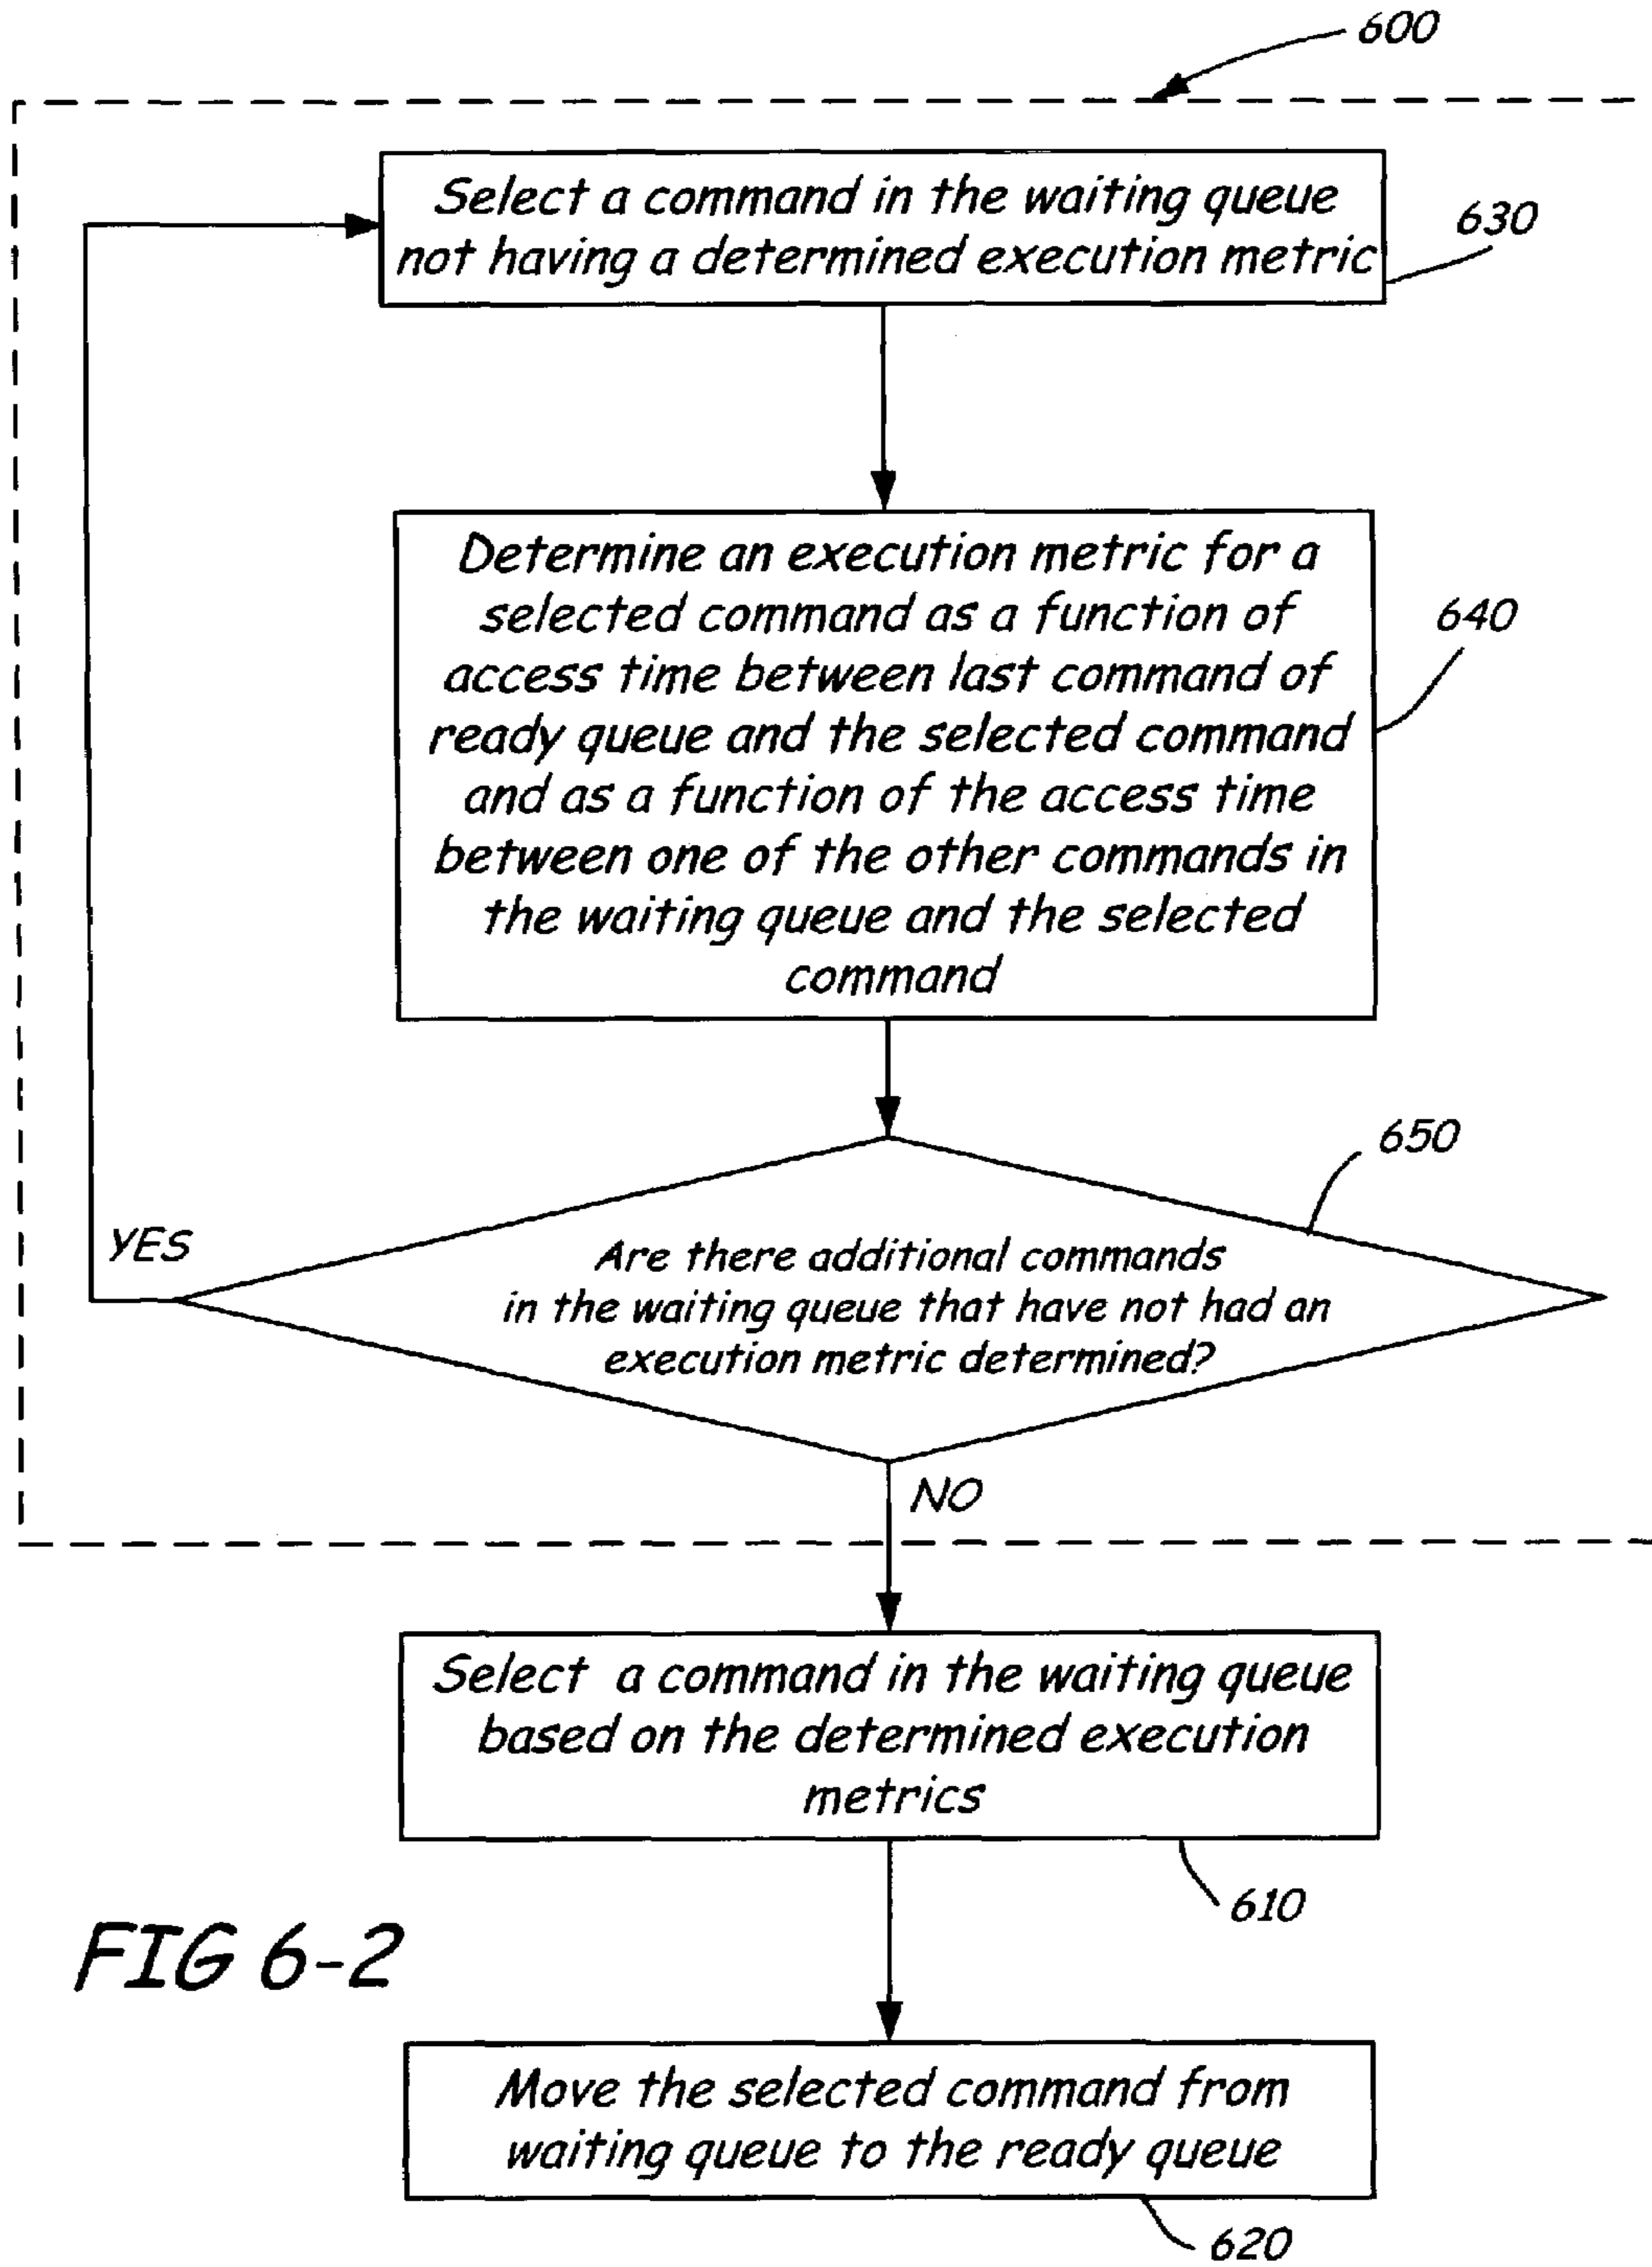 600
Select a command in the waiting queue
not having a determined execution metric
630
Determine an execution metric for a
selected command as a function of
access time between last command of
ready queue and the selected command
and as a function of the access time
between one of the other commands in
the waiting queue and the selected
command
640
650
YES
Are there additional commands
in the waiting queue that have not had an
execution metric determined?
NO
Select a command in the waiting queue
based on the determined execution
metrics
610
FIG 6-2
Move the selected command from
waiting queue to the ready queue
620